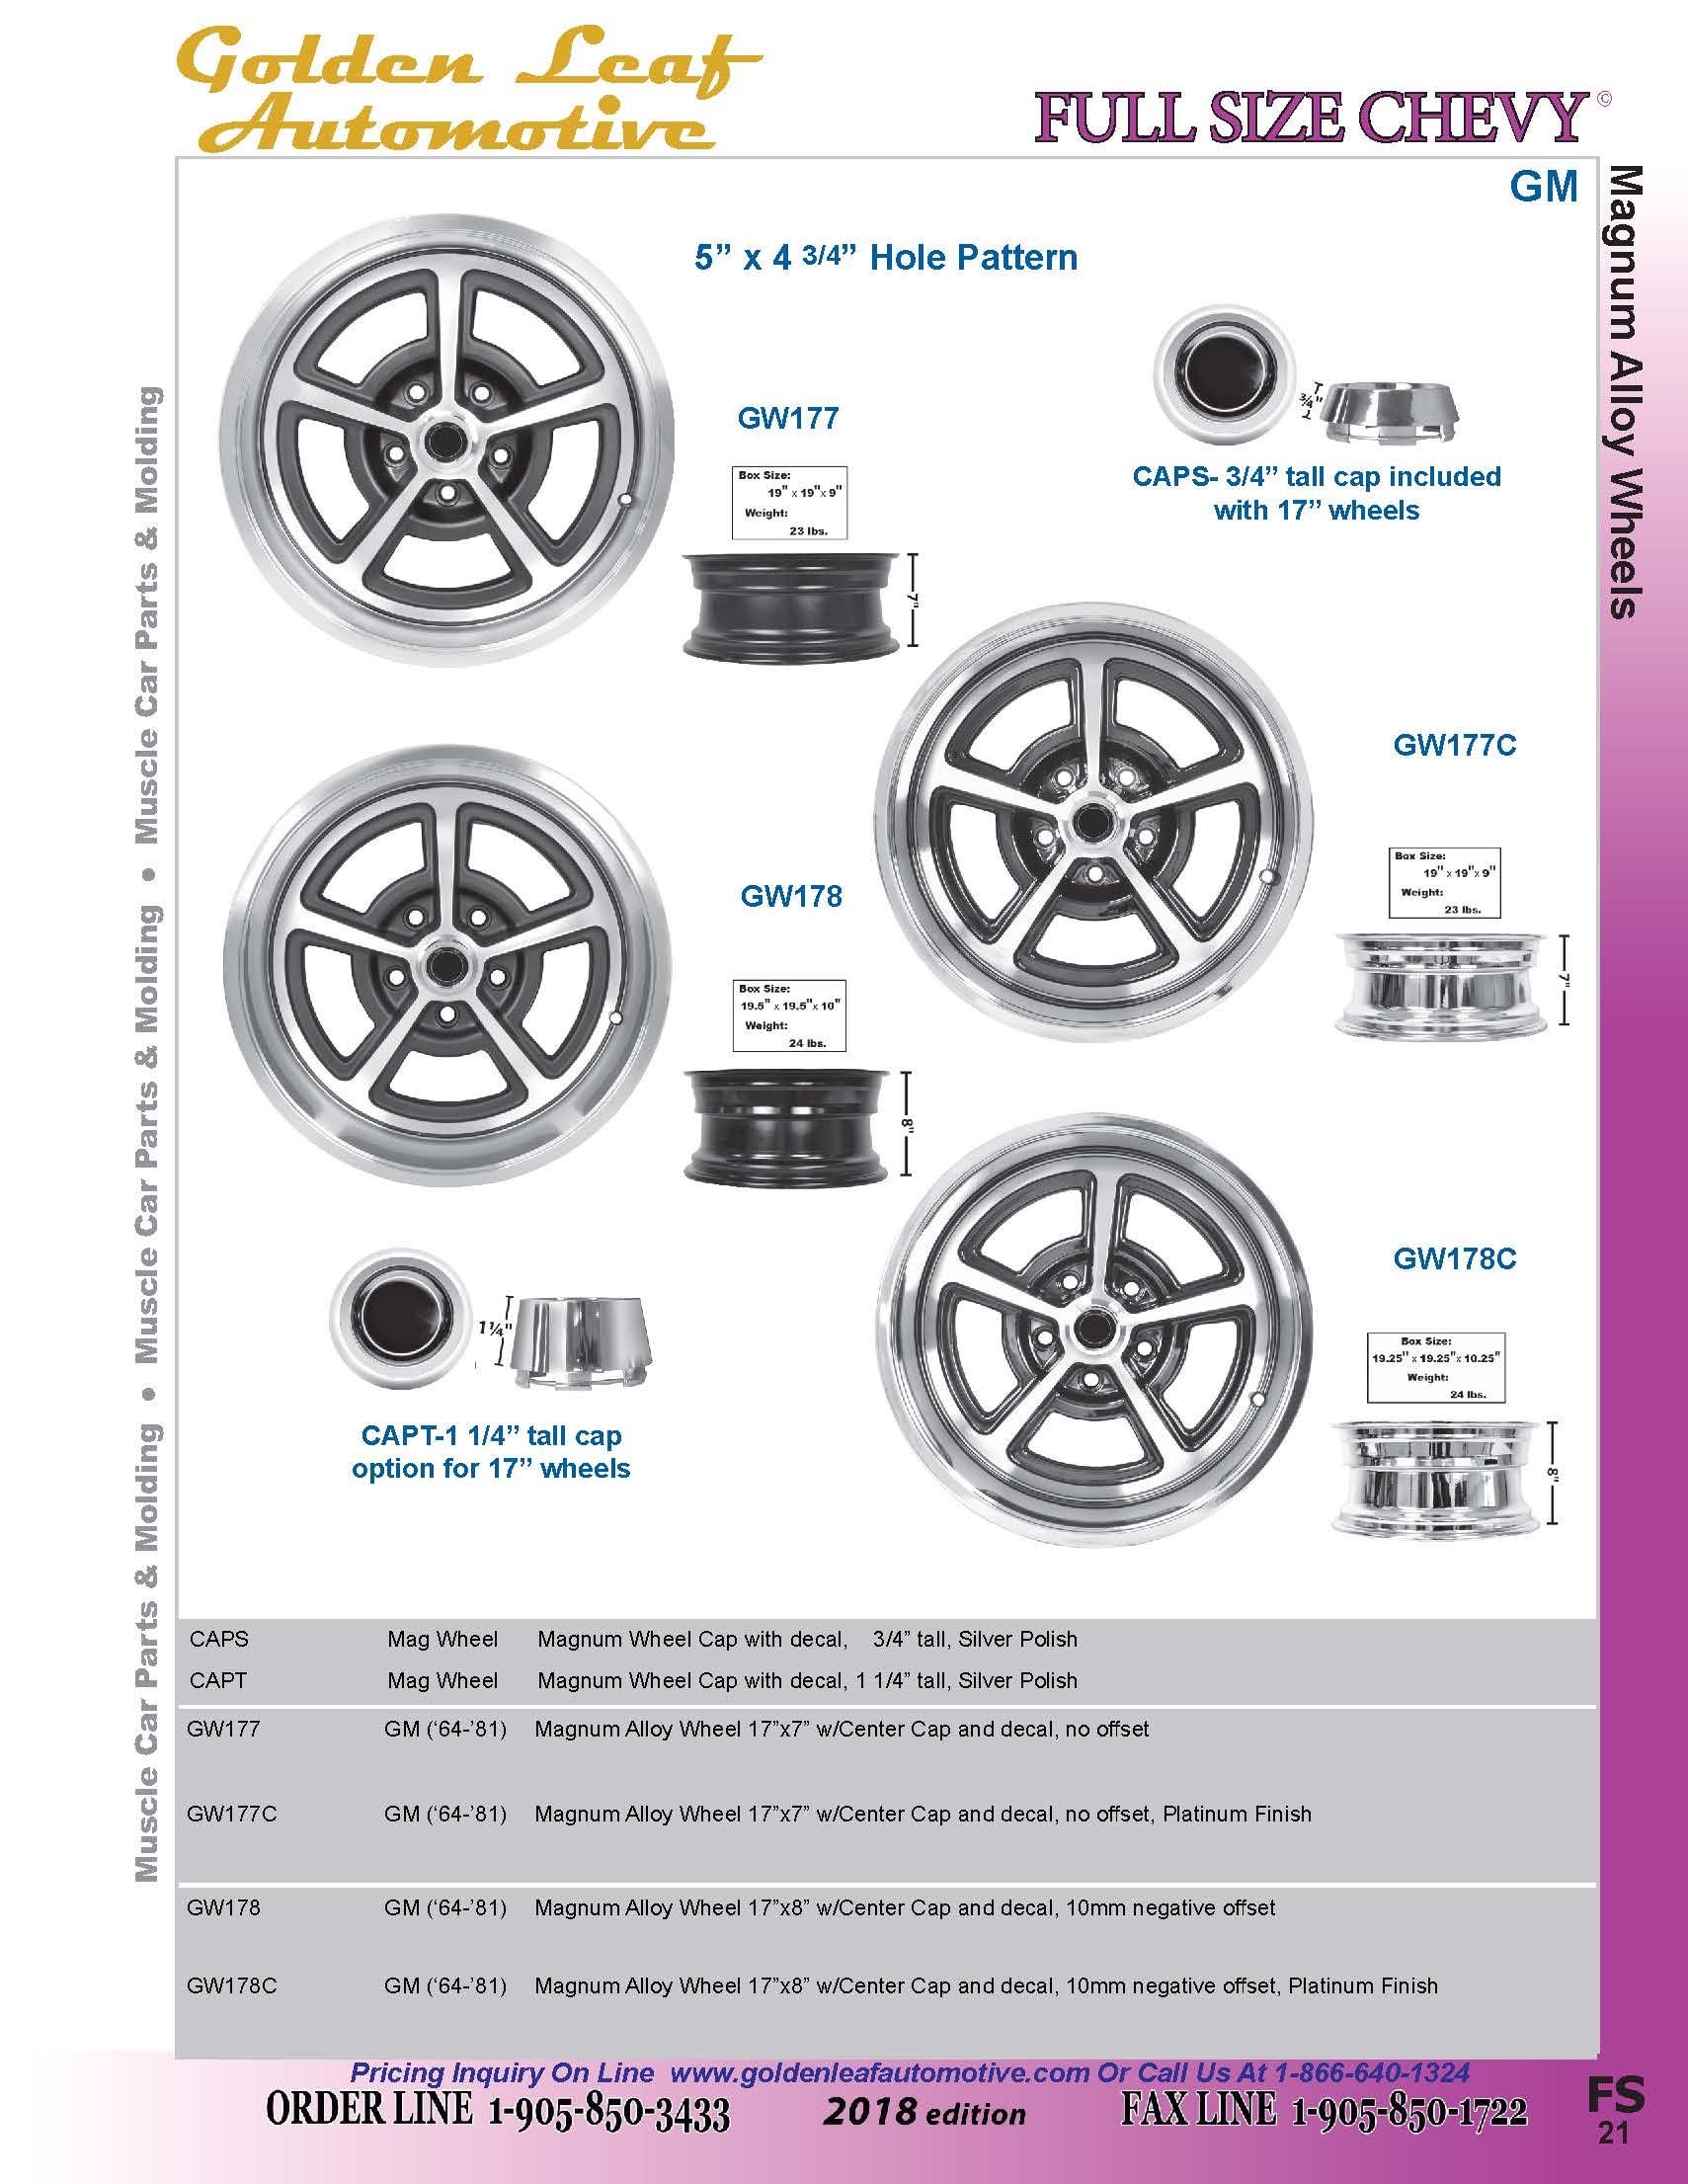 Golden Leaf
Automotive
FULL SIZE CHEVY ©
GM
Magnum Alloy Wheels
Muscle Car Parts & Molding • Muscle Car Parts & Molding • Muscle Car Parts & Molding
5” x 4 3/4” Hole Pattern
GW177
Box Size:
19" x 19"x 9"
Weight:
23 lbs.
7"
3/4"
CAPS- 3/4” tall cap included
with 17” wheels
GW177C
Box Size:
19" x 19"x 9"
Weight:
23 lbs.
7"
GW178
Box Size:
19.5" x 19.5"x 10"
Weight:
24 lbs.
8"
GW178C
Box Size:
19.25" x 19.25"x 10.25"
Weight:
24 lbs.
8"
1¼"
CAPT-1 1/4” tall cap
option for 17” wheels
CAPS Mag Wheel Magnum Wheel Cap with decal, 3/4” tall, Silver Polish
CAPT Mag Wheel Magnum Wheel Cap with decal, 1 1/4” tall, Silver Polish
GW177 GM (‘64-’81) Magnum Alloy Wheel 17”x7” w/Center Cap and decal, no offset
GW177C GM (‘64-’81) Magnum Alloy Wheel 17”x7” w/Center Cap and decal, no offset, Platinum Finish
GW178 GM (‘64-’81) Magnum Alloy Wheel 17”x8” w/Center Cap and decal, 10mm negative offset
GW178C GM (‘64-’81) Magnum Alloy Wheel 17”x8” w/Center Cap and decal, 10mm negative offset, Platinum Finish
Pricing Inquiry On Line www.goldenleafautomotive.com Or Call Us At 1-866-640-1324
ORDER LINE 1-905-850-3433 2018 edition FAX LINE 1-905-850-1722
FS
21